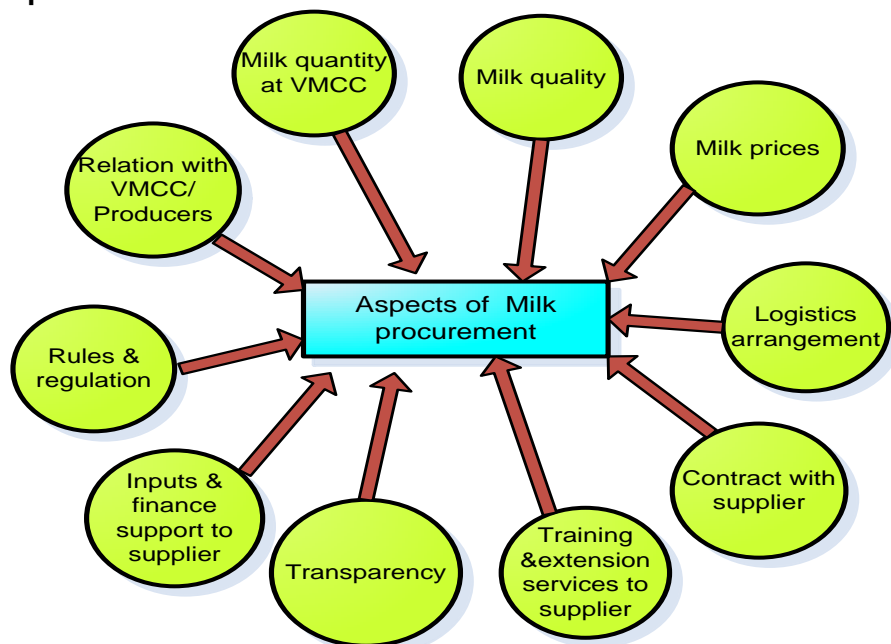 Milk quantity
at VMCC
Milk quality
Milk prices
Relation with
VMCC/
Producers
Aspects of Milk
procurement
Logistics
arrangement
Rules &
regulation
Contract with
supplier
Inputs &
finance
support to
supplier
Transparency
Training
&extension
services to
supplier